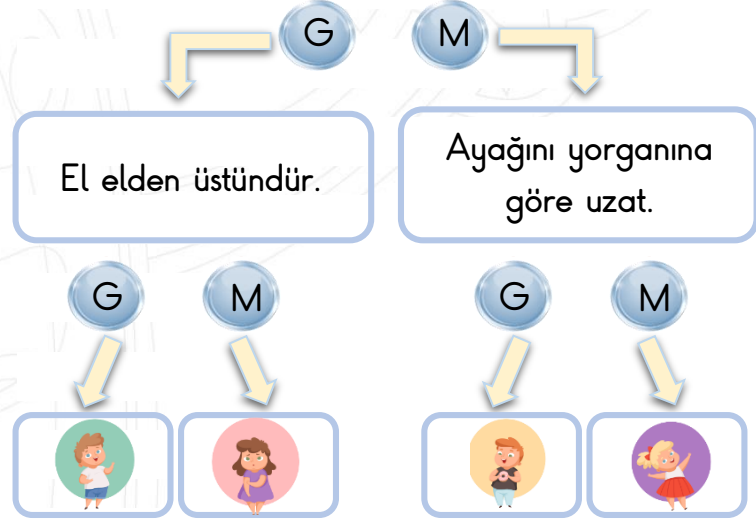 G M
El elden üstündür.
Ayağını yorganına
göre uzat.
G M G M